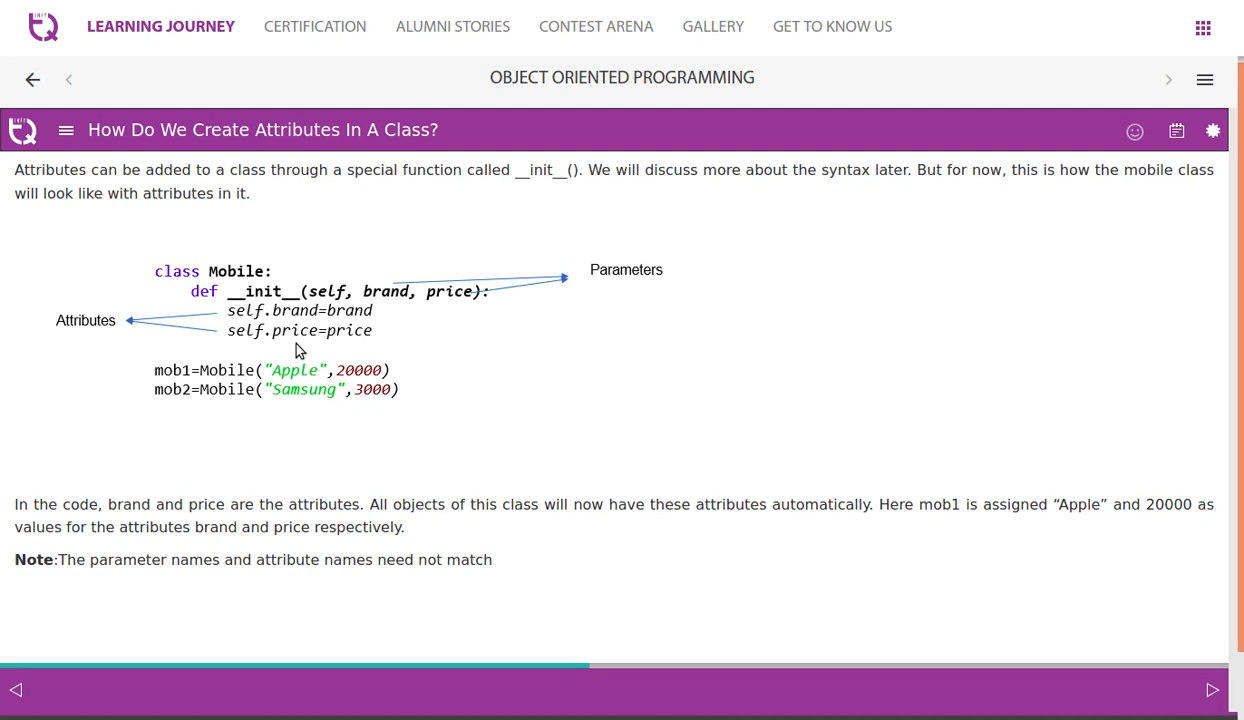 LEARNING JOURNEY CERTIFICATION ALUMNI STORIES CONTEST ARENA GALLERY GET TO KNOW US
OBJECT ORIENTED PROGRAMMING
How Do We Create Attributes In A Class?
Attributes can be added to a class through a special function called __init__(). We will discuss more about the syntax later. But for now, this is how the mobile class
will look like with attributes in it.
class Mobile:
Parameters
def __init__(self, brand, price):
self.brand=brand
Attributes
self.price=price
mob1=Mobile("Apple",20000)
mob2=Mobile("Samsung",3000)
In the code, brand and price are the attributes. All objects of this class will now have these attributes automatically. Here mob1 is assigned “Apple” and 20000 as
values for the attributes brand and price respectively.
Note:The parameter names and attribute names need not match